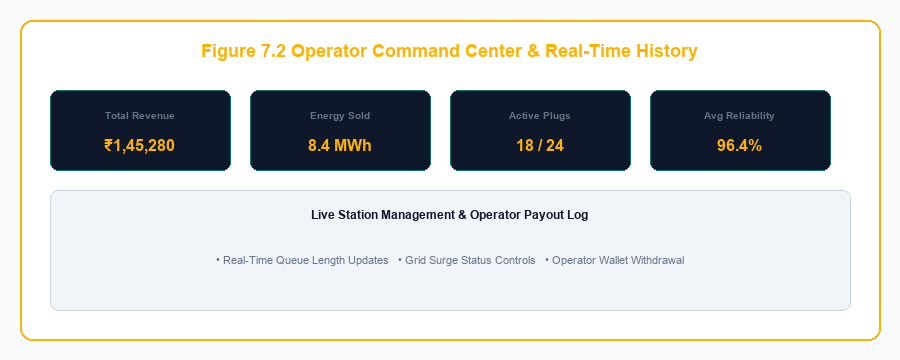 Figure 7.2 Operator Command Center & Real-Time History
Total Revenue
₹1,45,280
Energy Sold
8.4 MWh
Active Plugs
18 / 24
Avg Reliability
96.4%
Live Station Management & Operator Payout Log
• Real-Time Queue Length Updates • Grid Surge Status Controls • Operator Wallet Withdrawal